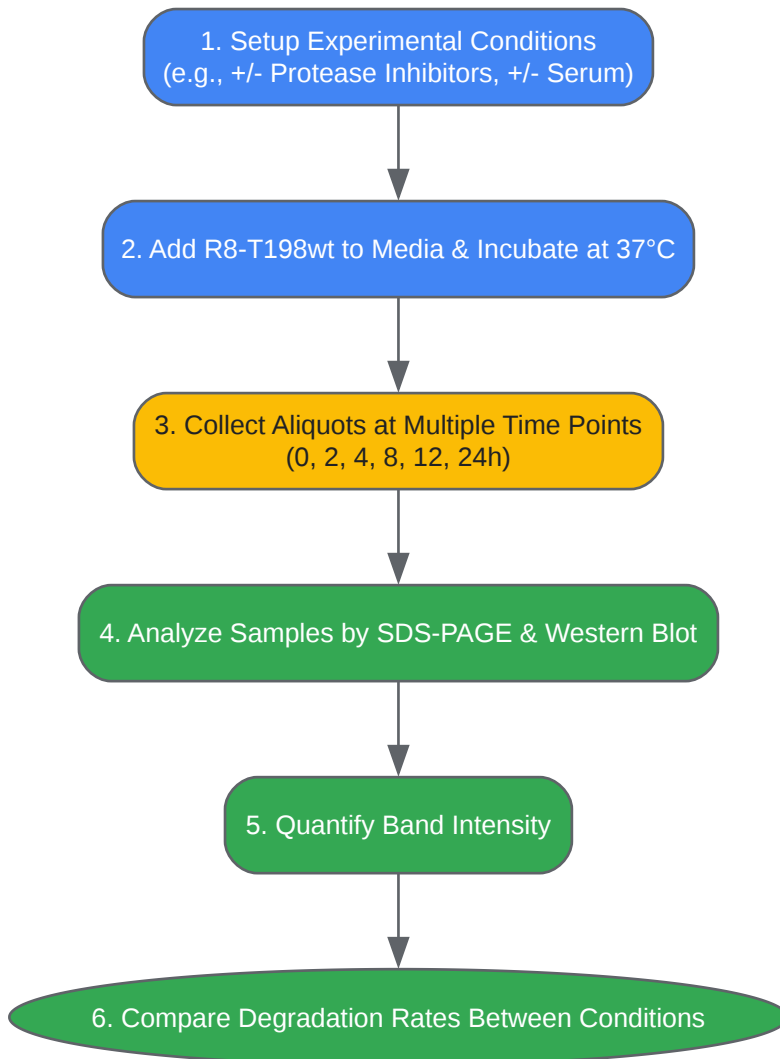 1. Setup Experimental Conditions
(e.g., +/- Protease Inhibitors, +/- Serum)
2. Add R8-T198wt to Media & Incubate at 37°C
3. Collect Aliquots at Multiple Time Points
(0, 2, 4, 8, 12, 24h)
4. Analyze Samples by SDS-PAGE & Western Blot
5. Quantify Band Intensity
6. Compare Degradation Rates Between Conditions